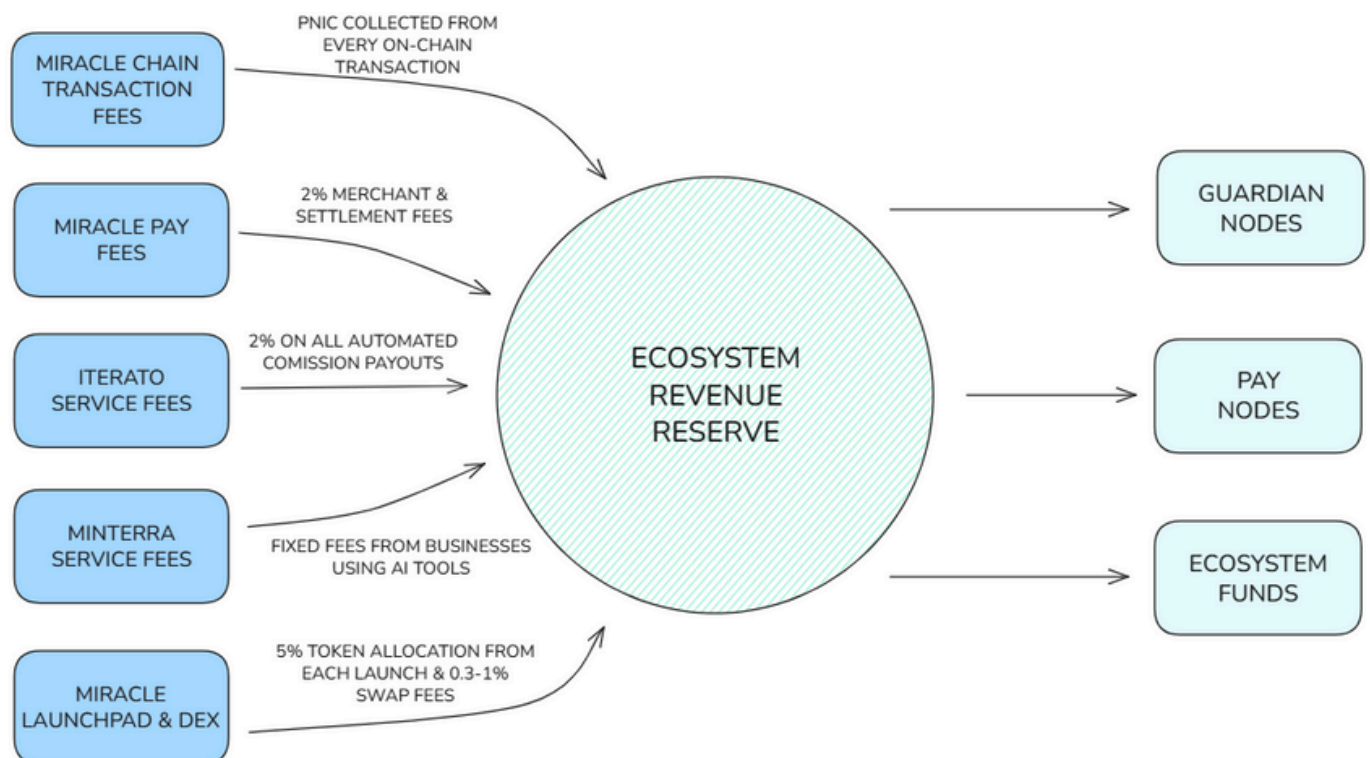 MIRACLE CHAIN
TRANSACTION
FEES
PNIC COLLECTED FROM
EVERY ON-CHAIN
TRANSACTION
MIRACLE PAY
FEES
2% MERCHANT &
SETTLEMENT FEES
ITERATO
SERVICE FEES
2% ON ALL AUTOMATED
COMISSION PAYOUTS
MINTERRA
SERVICE FEES
FIXED FEES FROM BUSINESSES
USING AI TOOLS
MIRACLE
LAUNCHPAD & DEX
5% TOKEN ALLOCATION FROM
EACH LAUNCH & 0.3-1%
SWAP FEES
ECOSYSTEM
REVENUE
RESERVE
GUARDIAN
NODES
PAY
NODES
ECOSYSTEM
FUNDS